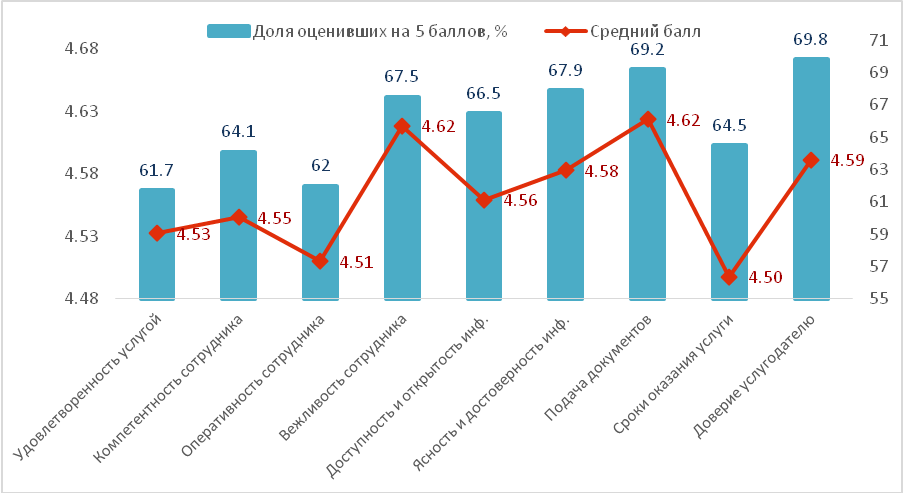 Доля оценивших на 5 баллов, %
Средний балл
4.68
4.63
4.58
4.53
4.48
71
69
67
65
63
61
59
57
55
61.7
64.1
62
67.5
66.5
67.9
69.2
64.5
69.8
4.53
4.55
4.51
4.62
4.56
4.58
4.62
4.50
4.59
Удовлетворенность услугой
Компетентность сотрудника
Оперативность сотрудника
Вежливость сотрудника
Доступность и открытость инф.
Ясность и достоверность инф.
Подача документов
Сроки оказания услуги
Доверие услугодателю